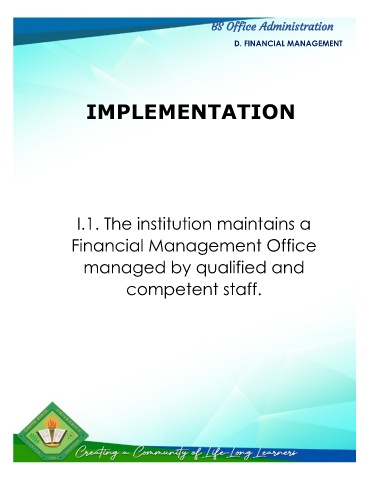 BS Office Administration
D. FINANCIAL MANAGEMENT
IMPLEMENTATION
I.1. The institution maintains a
Financial Management Office
managed by qualified and
competent staff.
Creating a Community of Life-Long Learners